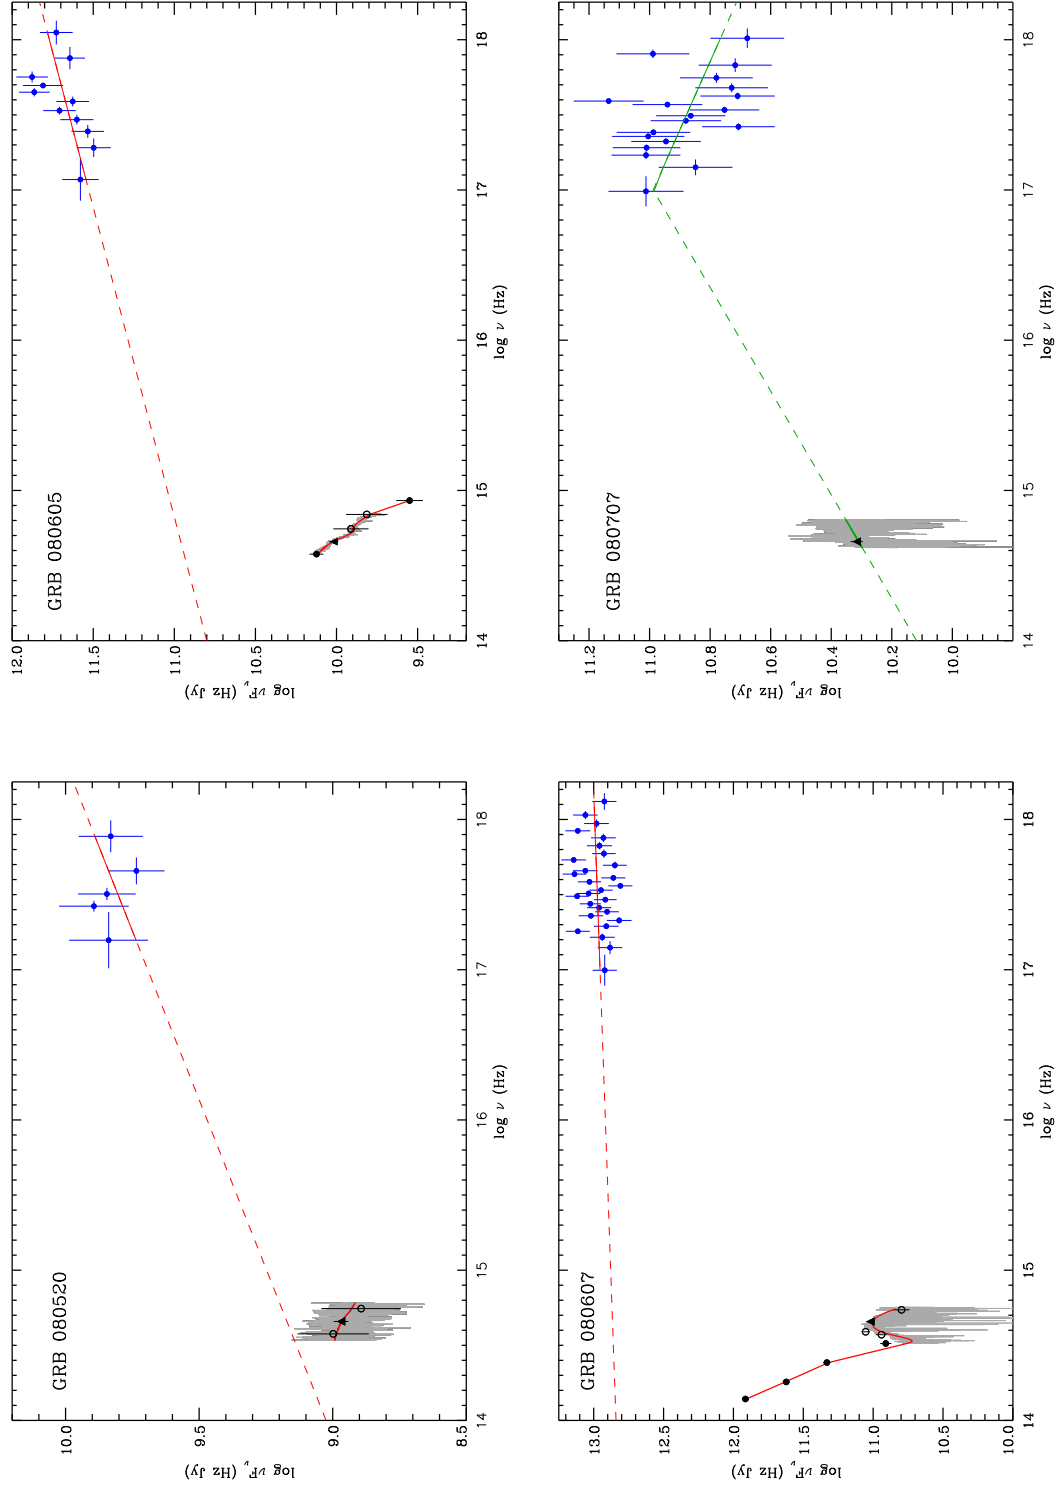 GRB 080520
10.0
9.5
9.0
8.5
log νFν (Hz Jy)
14 15 16 17 18
log ν (Hz)
GRB 080605
12.0
11.5
11.0
10.5
10.0
9.5
log νFν (Hz Jy)
14 15 16 17 18
log ν (Hz)
GRB 080607
13.0
12.5
12.0
11.5
11.0
10.5
10.0
log νFν (Hz Jy)
14 15 16 17 18
log ν (Hz)
GRB 080707
11.2
11.0
10.8
10.6
10.4
10.2
10.0
log νFν (Hz Jy)
14 15 16 17 18
log ν (Hz)